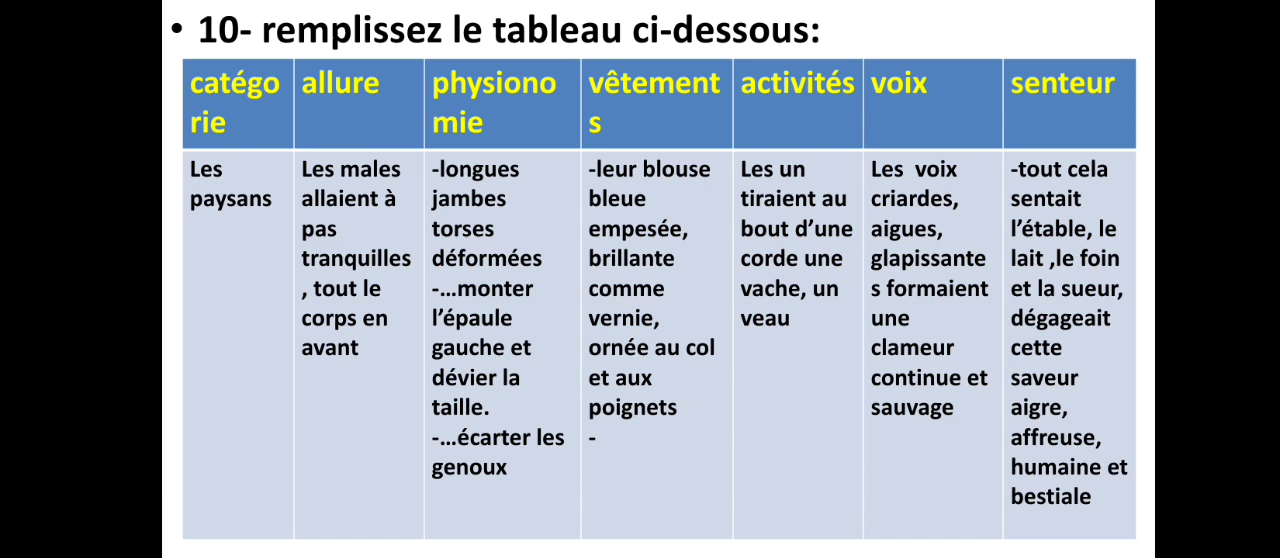 • 10- remplissez le tableau ci-dessous:
catégo
rie
allure
physiono
mie
vêtement
s
activités
voix
senteur
Les
paysans
Les males
allaient à
pas
tranquilles
, tout le
corps en
avant
-longues
jambes
torses
déformées
-…monter
l’épaule
gauche et
dévier la
taille.
-…écarter les
genoux
-leur blouse
bleue
empesée,
brillante
comme
vernie,
ornée au col
et aux
poignets
-
Les un
tiraient au
bout d’une
corde une
vache, un
veau
Les voix
criardes,
aigues,
glapissante
s formaient
une
clameur
continue et
sauvage
-tout cela
sentait
l’étable, le
lait ,le foin
et la sueur,
dégageait
cette
saveur
aigre,
affreuse,
humaine et
bestiale